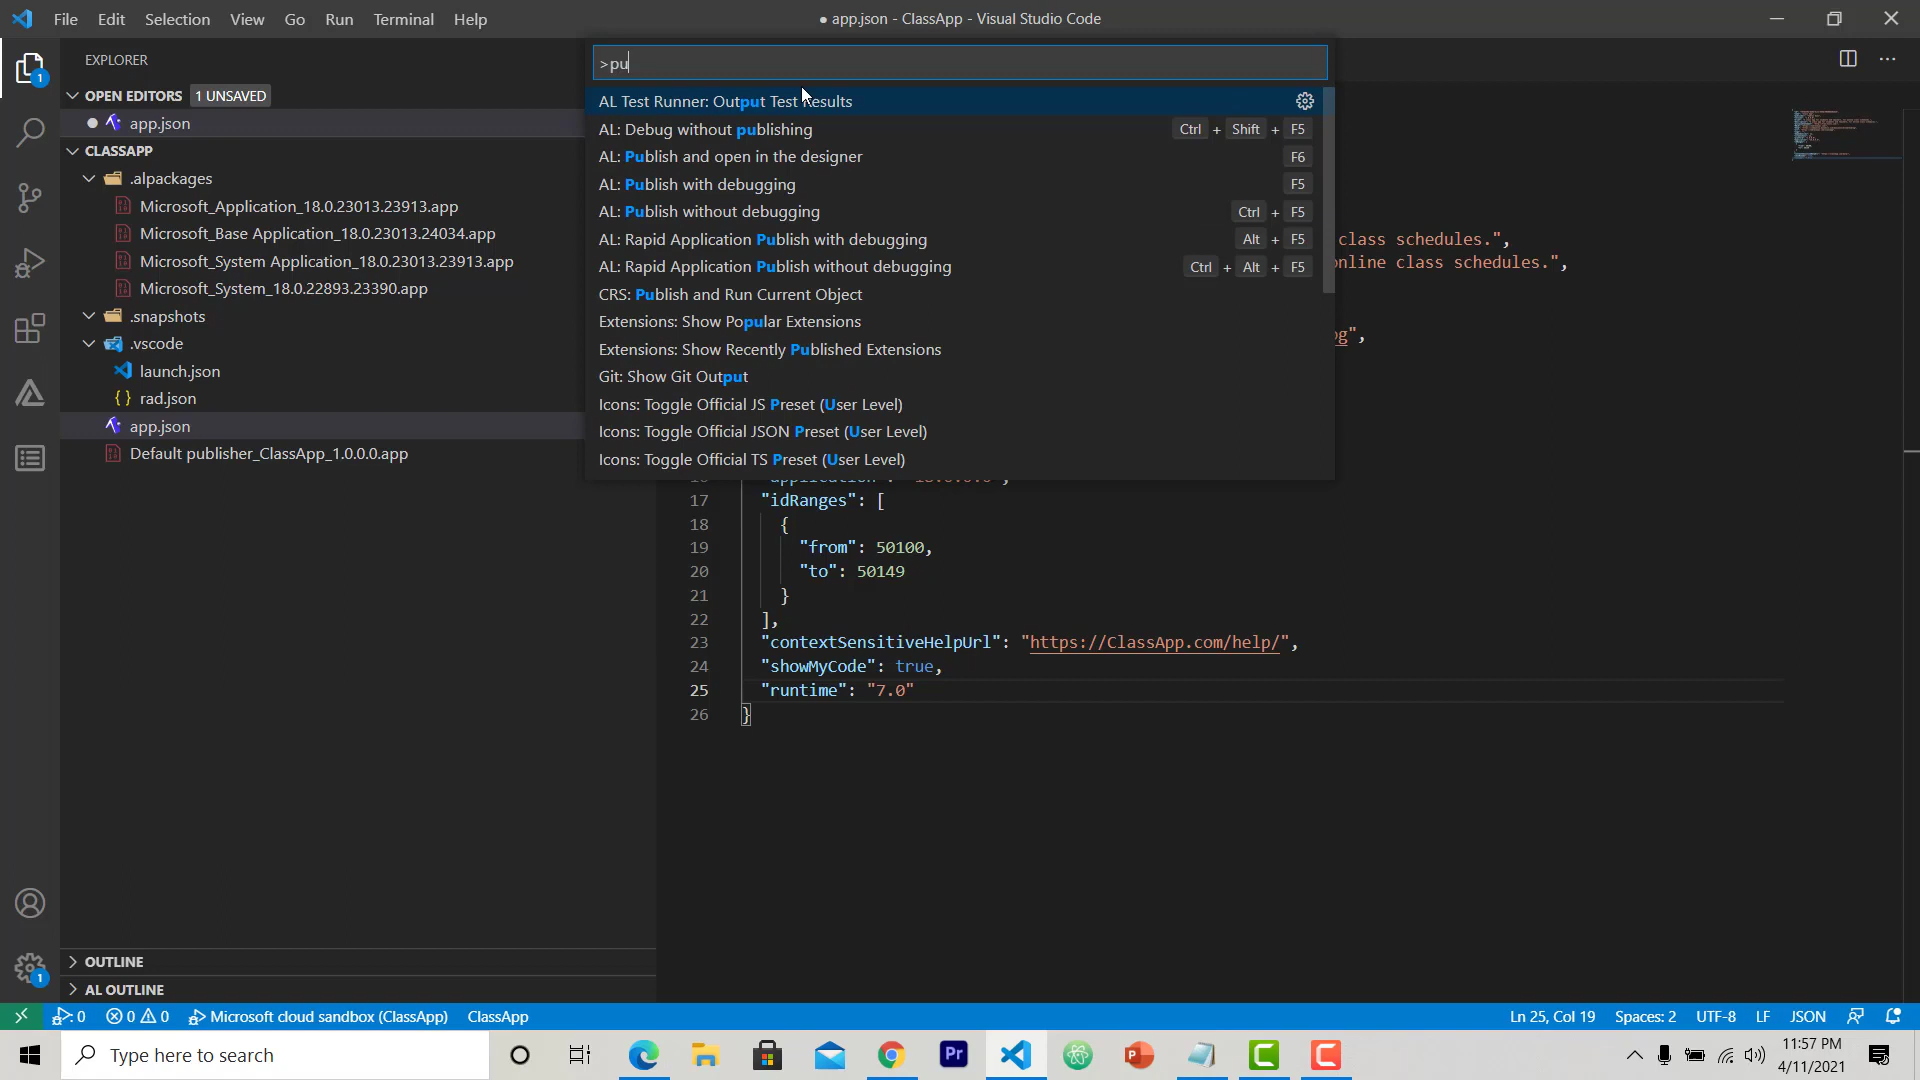 File Edit Selection View Go Run Terminal Help
● app.json - ClassApp - Visual Studio Code
EXPLORER
OPEN EDITORS 1 UNSAVED
app.json
CLASSAPP
.alpackages
Microsoft_Application_18.0.23013.23913.app
Microsoft_Base Application_18.0.23013.24034.app
Microsoft_System Application_18.0.23013.23913.app
Microsoft_System_18.0.22893.23390.app
.snapshots
.vscode
launch.json
{ } rad.json
app.json
Default publisher_ClassApp_1.0.0.0.app
OUTLINE
AL OUTLINE
>pu
AL Test Runner: Output Test Results
AL: Debug without publishing Ctrl + Shift + F5
AL: Publish and open in the designer F6
AL: Publish with debugging F5
AL: Publish without debugging Ctrl + F5
AL: Rapid Application Publish with debugging Alt + F5
AL: Rapid Application Publish without debugging Ctrl + Alt + F5
CRS: Publish and Run Current Object
Extensions: Show Popular Extensions
Extensions: Show Recently Published Extensions
Git: Show Git Output
Icons: Toggle Official JS Preset (User Level)
Icons: Toggle Official JSON Preset (User Level)
Icons: Toggle Official TS Preset (User Level)
class schedules.",
nline class schedules.",
g",
17 "idRanges": [
18 {
19 "from": 50100,
20 "to": 50149
21 }
22 ],
23 "contextSensitiveHelpUrl": "https://ClassApp.com/help/",
24 "showMyCode": true,
25 "runtime": "7.0"
26 }
1
1
0 0 0 Microsoft cloud sandbox (ClassApp) ClassApp Ln 25, Col 19 Spaces: 2 UTF-8 LF JSON
Type here to search
Pr
11:57 PM
4/11/2021